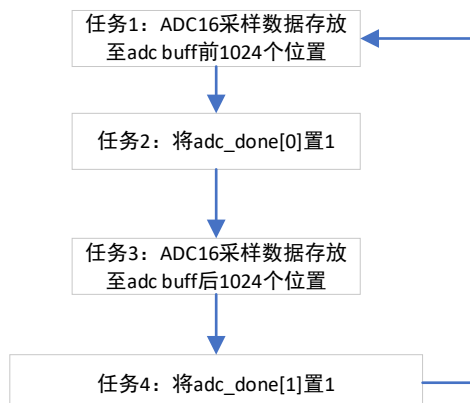 任务1：ADC16采样数据存放
至adc buff前1024个位置
任务2：将adc_done[0]置1
任务3：ADC16采样数据存放
至adc buff后1024个位置
任务4：将adc_done[1]置1